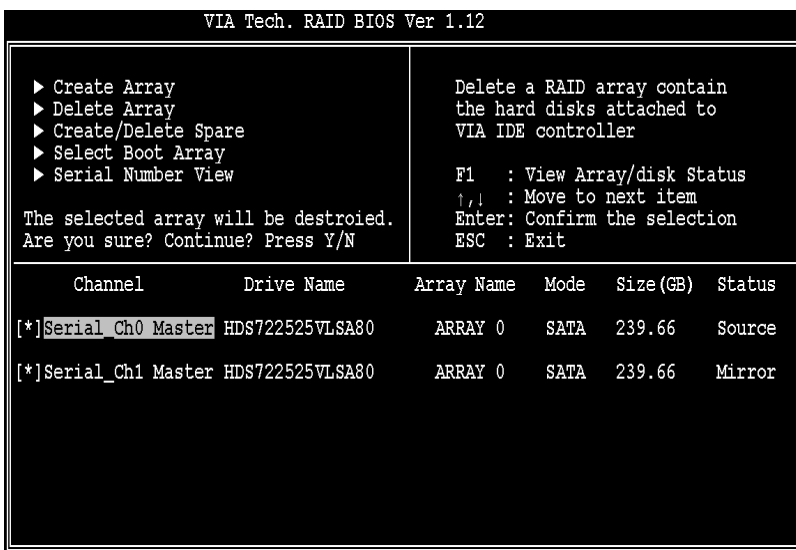 VIA Tech. RAID BIOS Ver 1.12
▶ Create Array
▶ Delete Array
▶ Create/Delete Spare
▶ Select Boot Array
▶ Serial Number View
The selected array will be destroied.
Are you sure? Continue? Press Y/N
Delete a RAID array contain
the hard disks attached to
VIA IDE controller
F1 : View Array/disk Status
↑,↓ : Move to next item
Enter: Confirm the selection
ESC : Exit
Channel Drive Name Array Name Mode Size(GB) Status
[*]Serial_Ch0 Master HDS722525VLSA80 ARRAY 0 SATA 239.66 Source
[*]Serial_Ch1 Master HDS722525VLSA80 ARRAY 0 SATA 239.66 Mirror